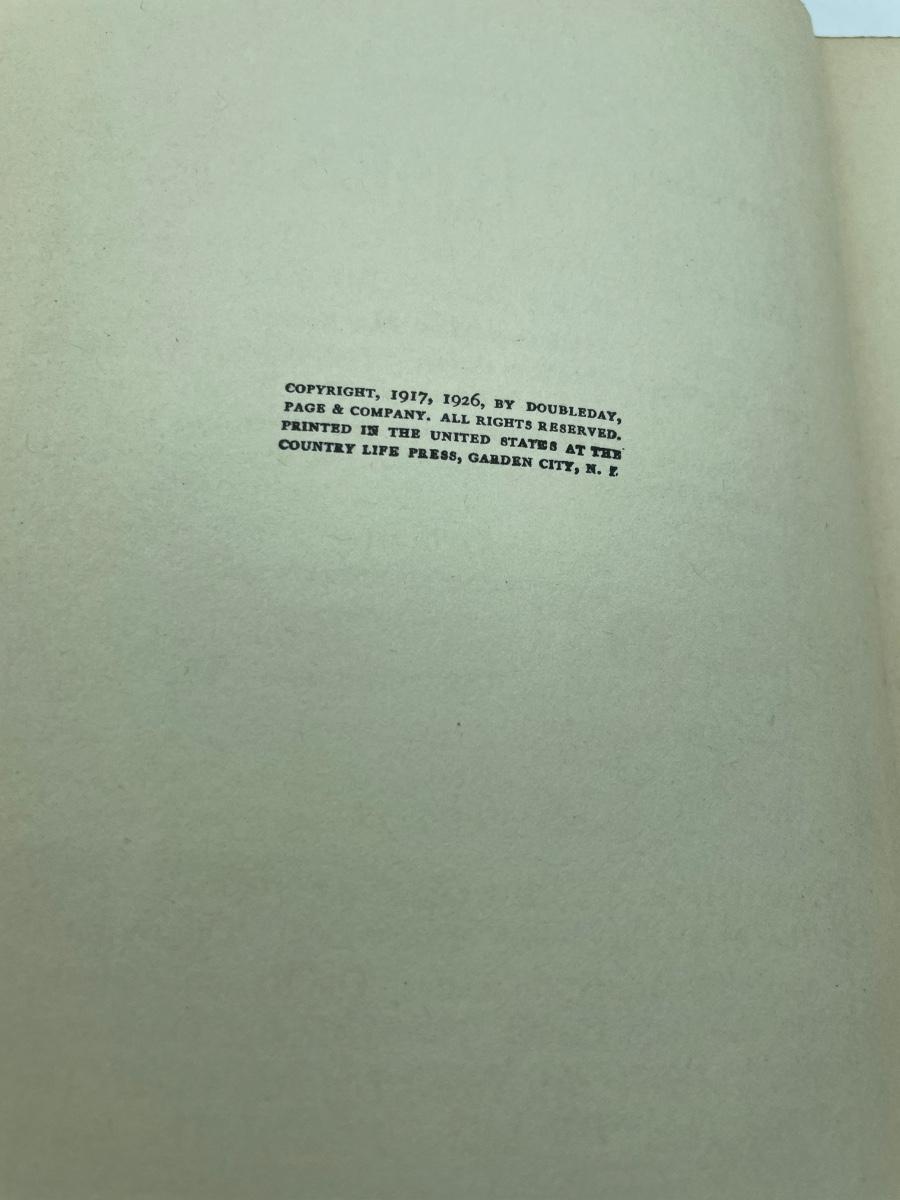 COPYRIGHT, 1917, 1926, BY DOUBLEDAY,
PAGE & COMPANY. ALL RIGHTS RESERVED.
PRINTED IN THE UNITED STATES AT THE
COUNTRY LIFE PRESS, GARDEN CITY, N. Y.